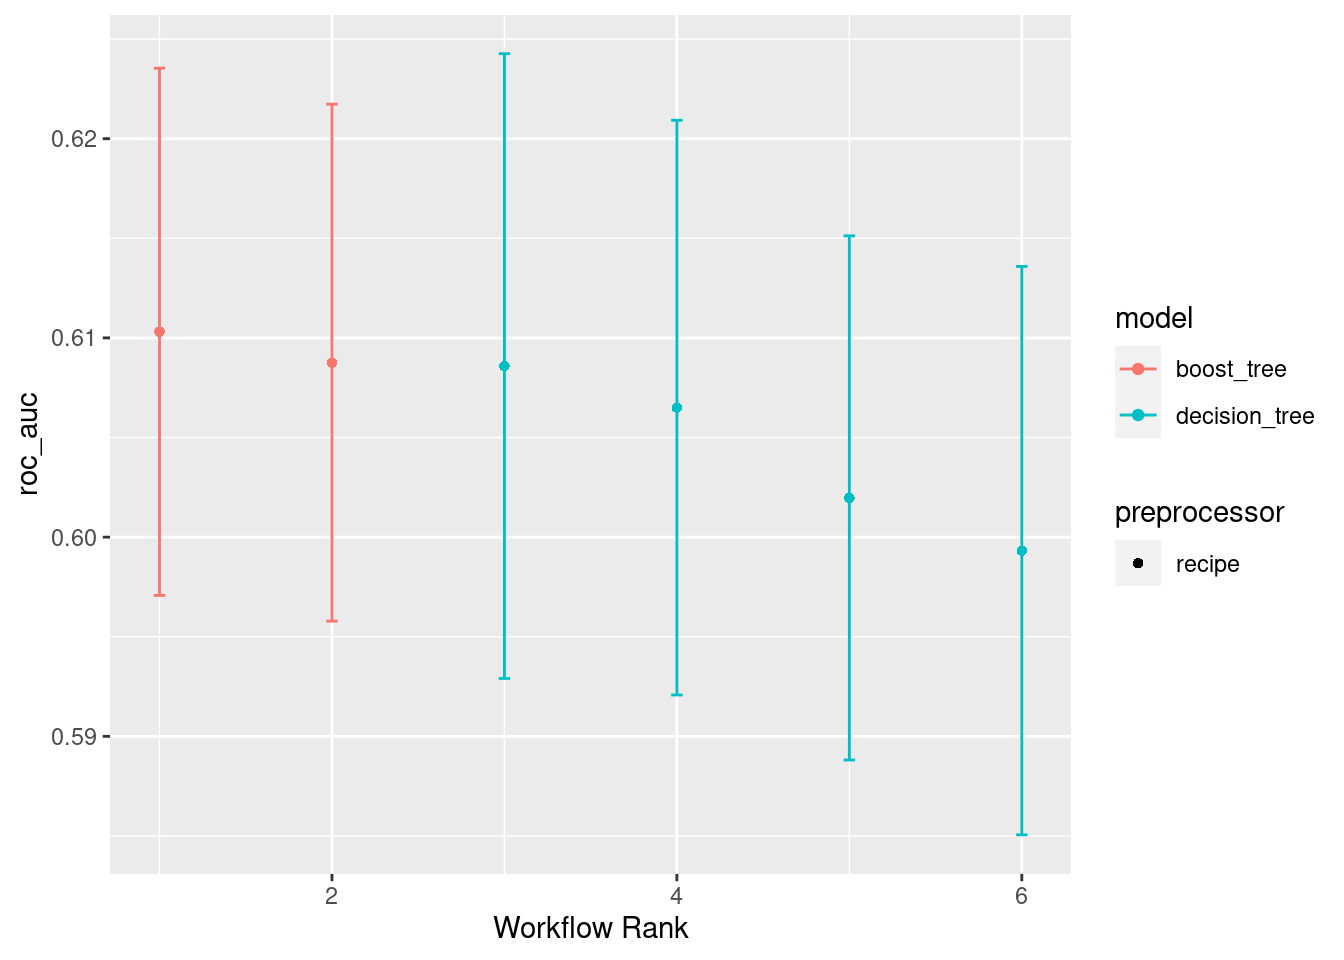 0.62
0.61
0.60
0.59
roc_auc
2
4
6
Workflow Rank
model
boost_tree
decision_tree
preprocessor
recipe